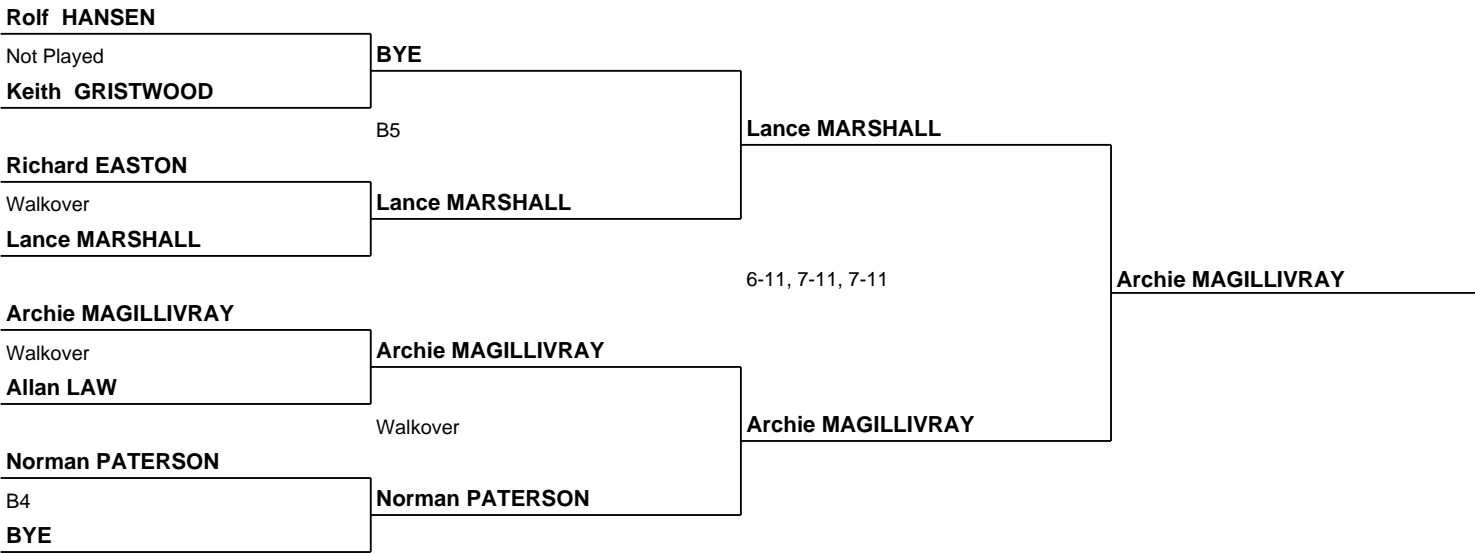 Rolf  HANSEN
Not Played
BYE
Keith  GRISTWOOD
B5
Lance MARSHALL
Richard EASTON
Walkover
Lance MARSHALL
Lance MARSHALL
6-11, 7-11, 7-11
Archie MAGILLIVRAY
Archie MAGILLIVRAY
Walkover
Archie MAGILLIVRAY
Allan LAW
Walkover
Archie MAGILLIVRAY
Norman PATERSON
B4
Norman PATERSON
BYE